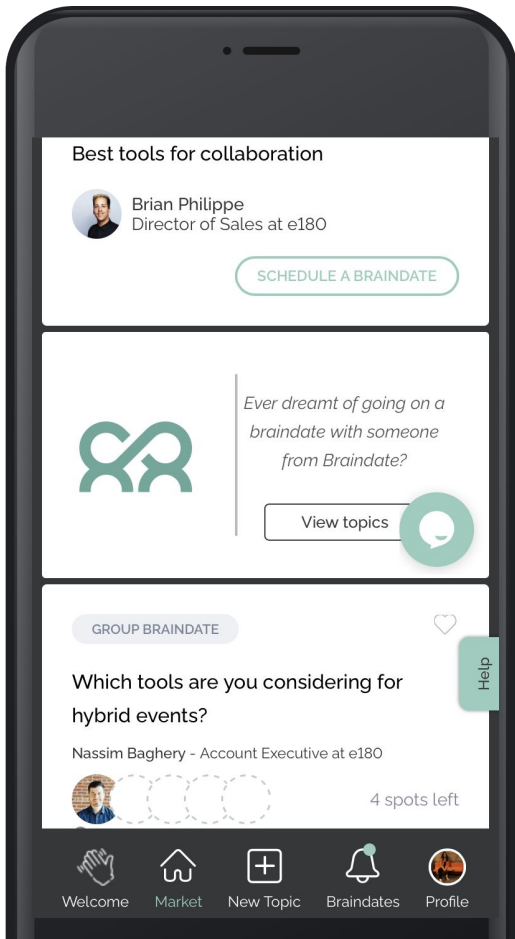 Best tools for collaboration
Brian Philippe
Director of Sales at e180
SCHEDULE A BRAINDATE
Ever dreamt of going on a
braindate with someone
from Braindate?
View topics
GROUP BRAINDATE
Help
Which tools are you considering for
hybrid events?
Nassim Baghery - Account Executive at e180
4 spots left
Welcome
Market
New Topic
Braindates
Profile